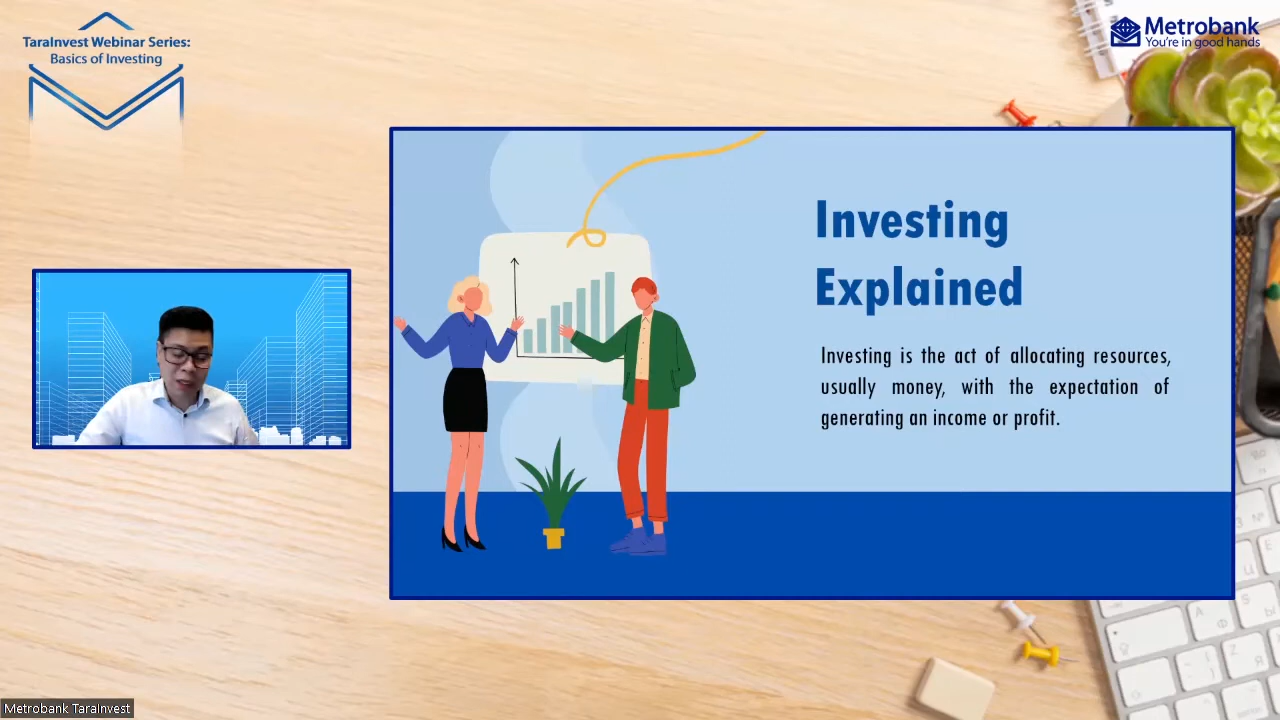 TaraInvest Webinar Series:
Basics of Investing
Metrobank
You're in good hands
Investing
Explained
Investing is the act of allocating resources,
usually money, with the expectation of
generating an income or profit.
Metrobank TaraInvest